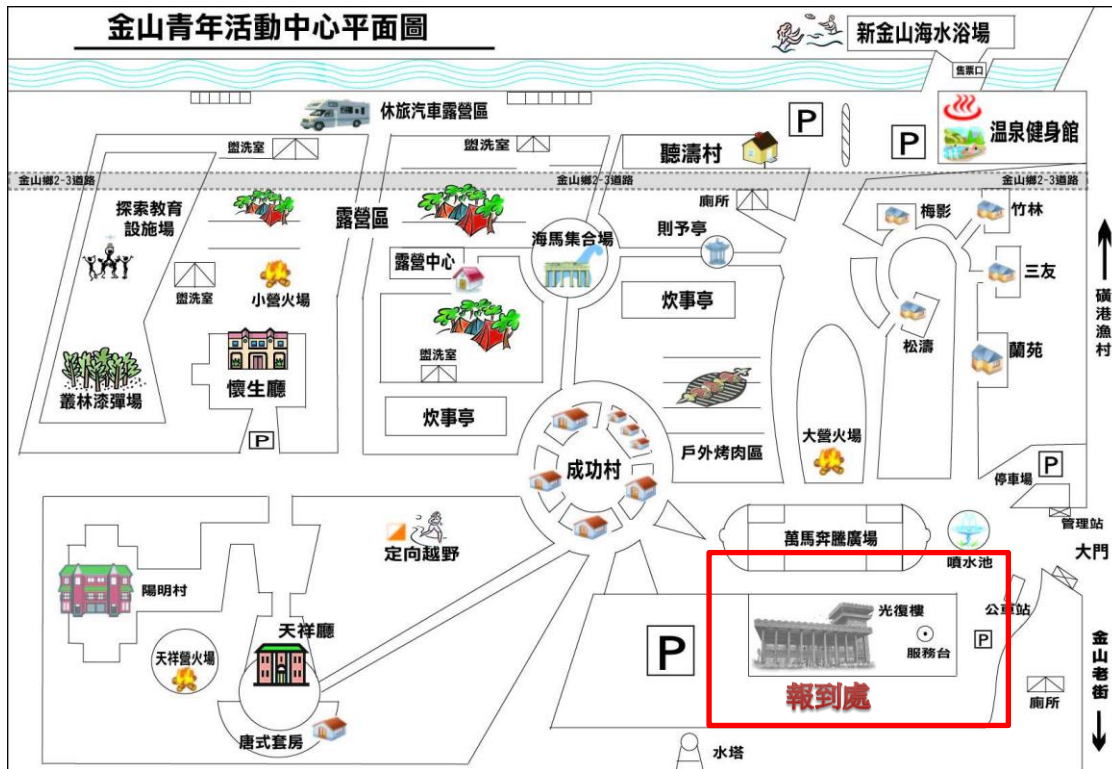 金山青年活動中心平面圖
新金山海水浴場
售票口
休旅汽車露營區
P
P
溫泉健身館
盥洗室
盥洗室
聽濤村
金山鄉2-3道路
金山鄉2-3道路
金山鄉2-3道路
探索教育
設施場
露營區
廁所
梅影
竹林
海馬集合場
則予亭
露營中心
三友
盥洗室
小營火場
炊事亭
磺港漁村
松濤
蘭苑
盥洗室
懷生廳
叢林漆彈場
炊事亭
P
成功村
戶外烤肉區
大營火場
P
停車場
管理站
定向越野
萬馬奔騰廣場
噴水池
大門
陽明村
公車站
光復樓
服務台
P
P
天祥廳
天祥營火場
報到處
金山老街
廁所
唐式套房
水塔